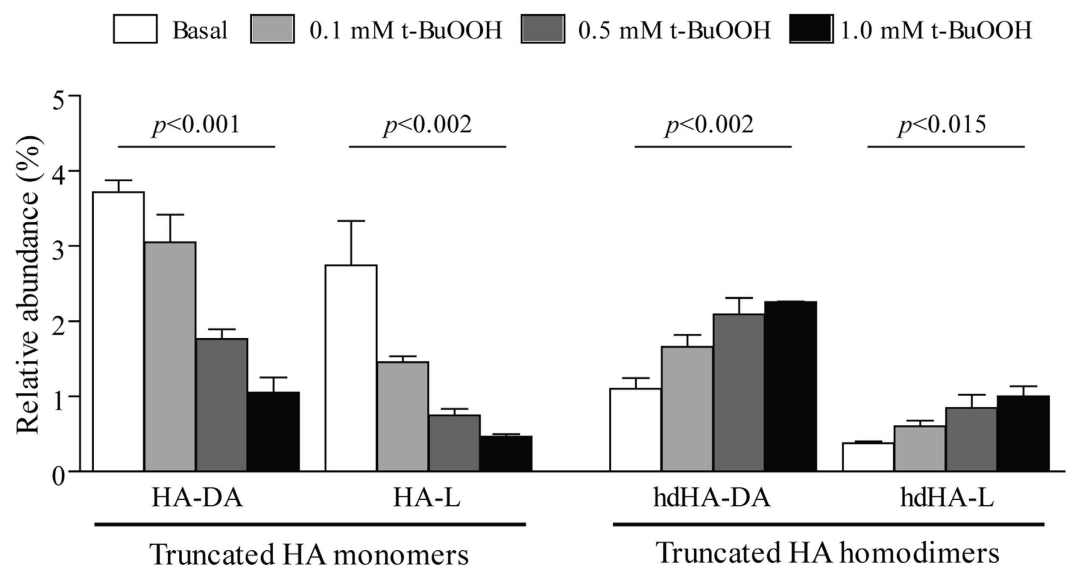 Basal 0.1 mM t-BuOOH 0.5 mM t-BuOOH 1.0 mM t-BuOOH
Relative abundance (%)
5
4
3
2
1
0
p<0.001 p<0.002 p<0.002 p<0.015
HA-DA HA-L hdHA-DA hdHA-L
Truncated HA monomers Truncated HA homodimers